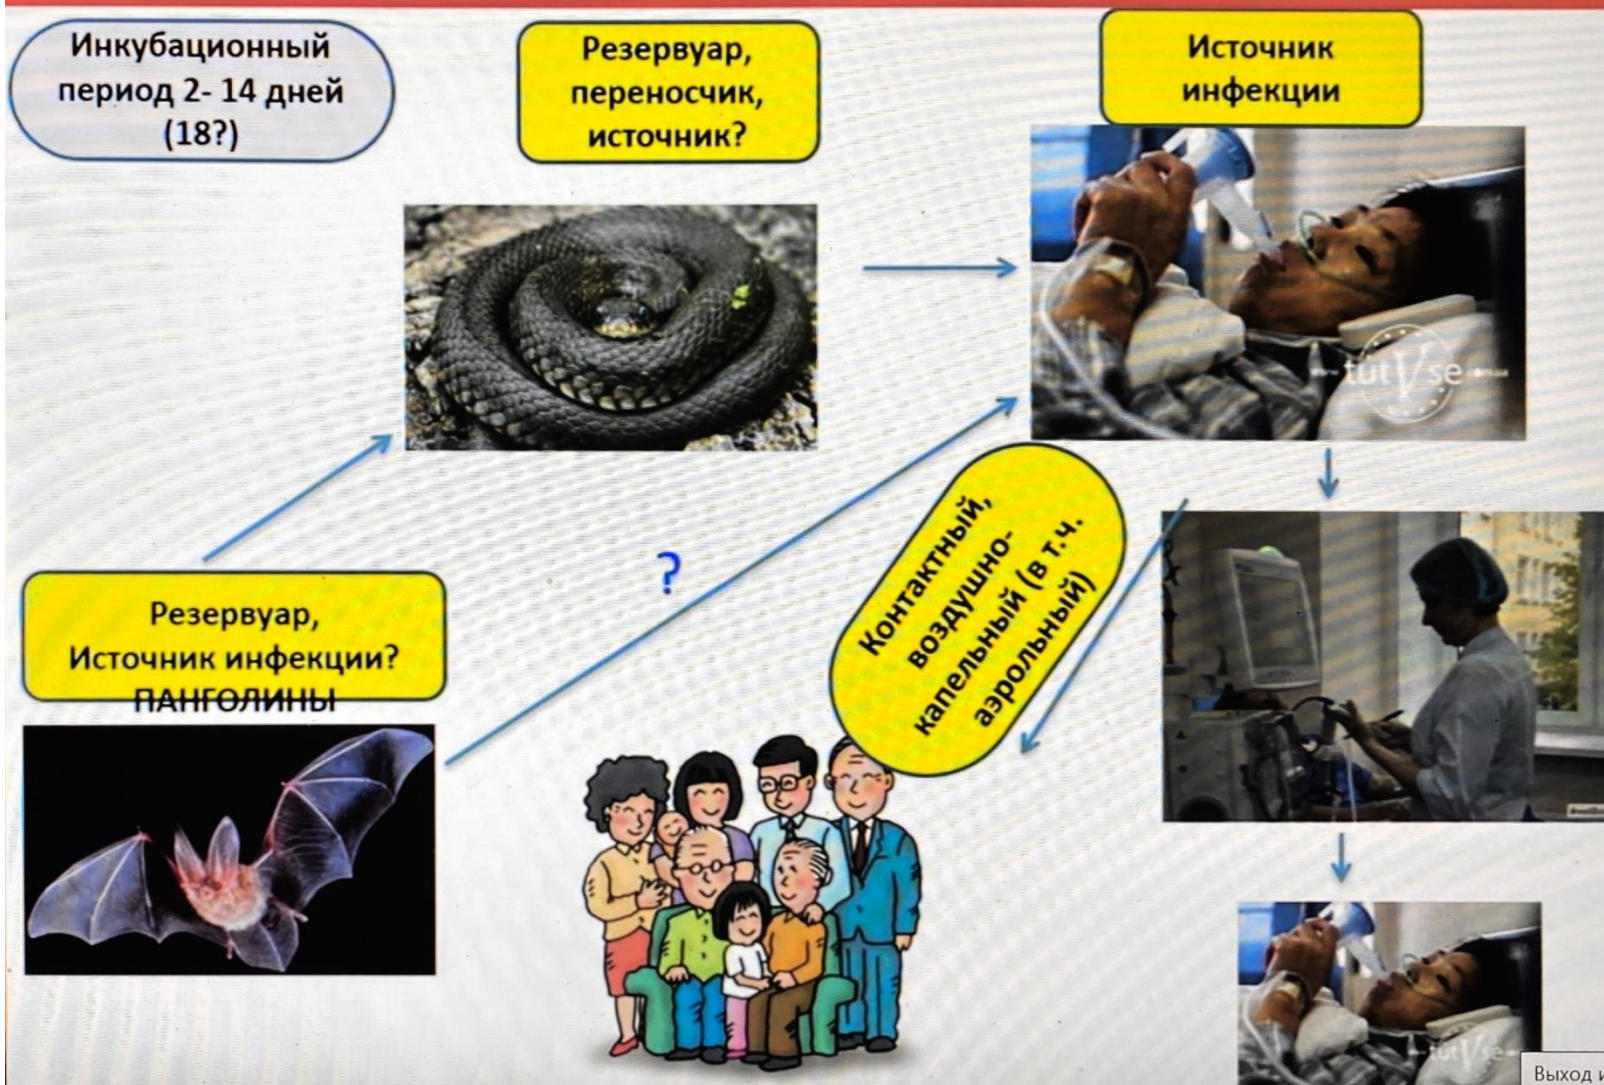 Инкубационный
период 2- 14 дней
(18?)
Резервуар,
переносчик,
источник?
Источник
инфекции
tutVse
?
Контактный,
воздушно-
капельный (в т.ч.
аэрольный)
Резервуар,
Источник инфекции?
ПАНГОЛИНЫ
tutVse
Выход и